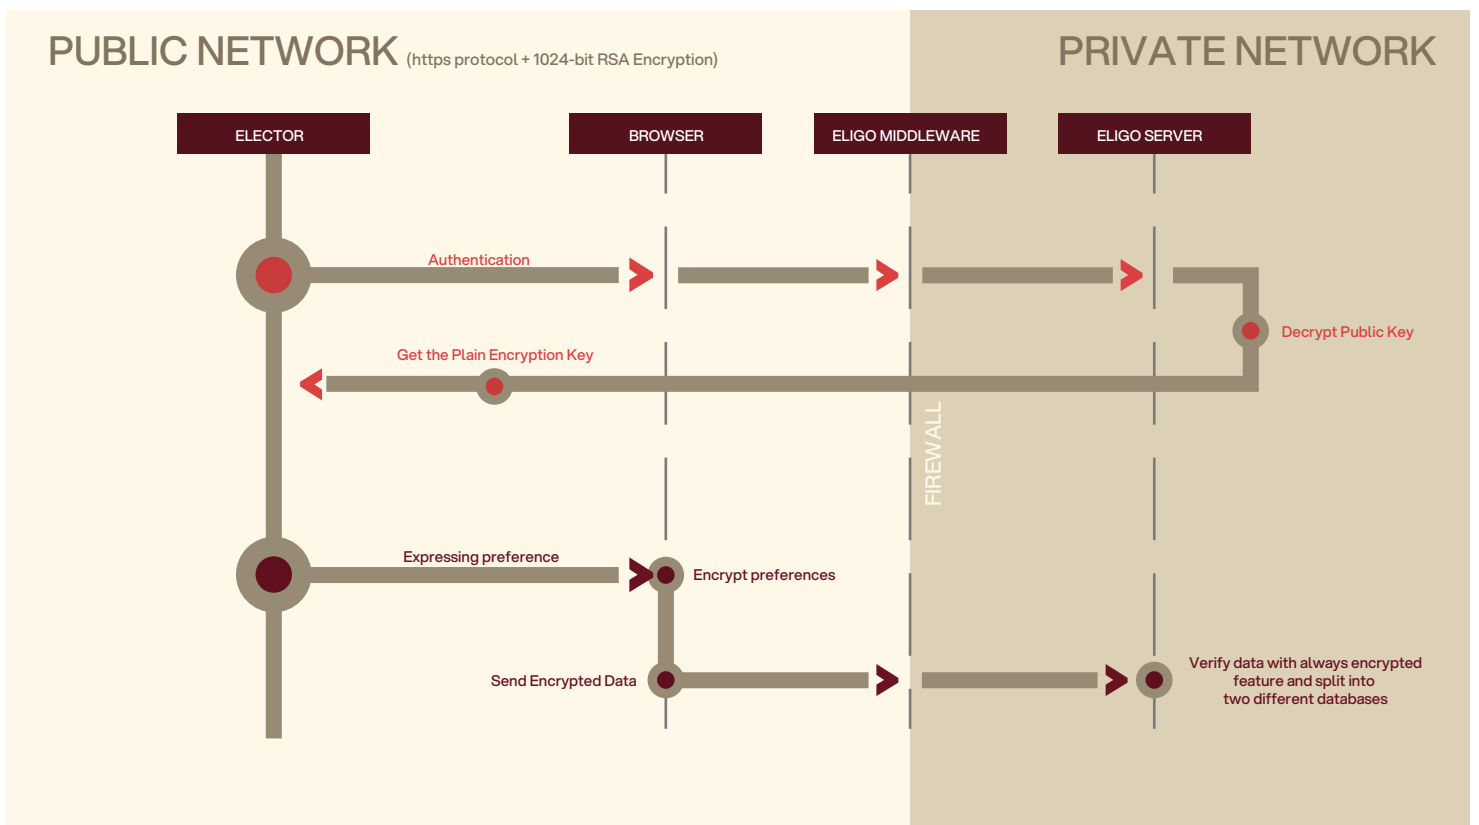 PUBLIC NETWORK (https protocol + 1024-bit RSA Encryption)
PRIVATE NETWORK
ELECTOR
BROWSER
ELIGO MIDDLEWARE
ELIGO SERVER
Authentication
Decrypt Public Key
Get the Plain Encryption Key
FIREWALL
Expressing preference
Encrypt preferences
Send Encrypted Data
Verify data with always encrypted
feature and split into
two different databases